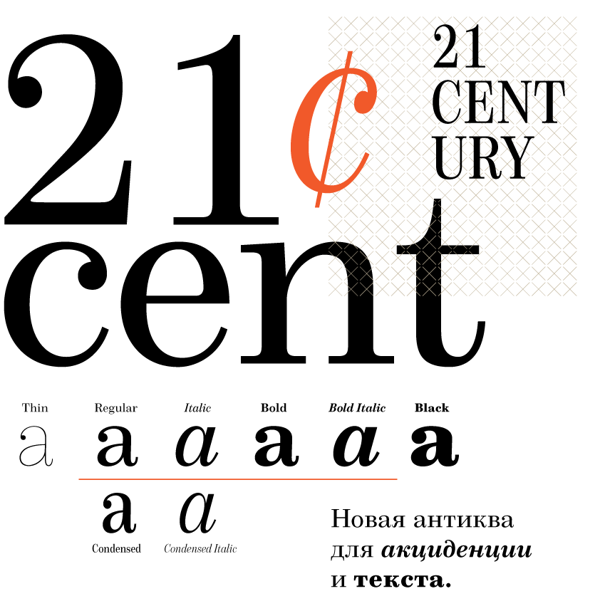 21¢
21
CENT
URY
cent
Thin Regular Italic Bold Bold Italic Black
a a a a a a
a a
Condensed Condensed Italic
Новая антиква
для акциденции
и текста.